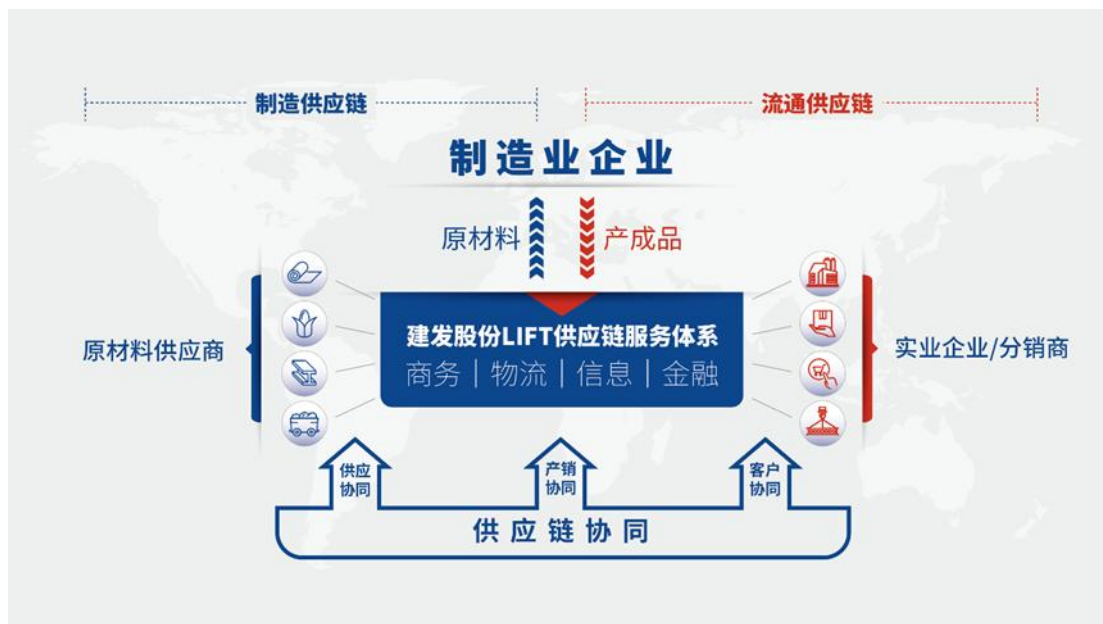 制造供应链
流通供应链
制造业企业
原材料
产成品
建发股份LIFT供应链服务体系
商务｜物流｜信息｜金融
原材料供应商
实业企业/分销商
供应
协同
产销
协同
客户
协同
供应链协同